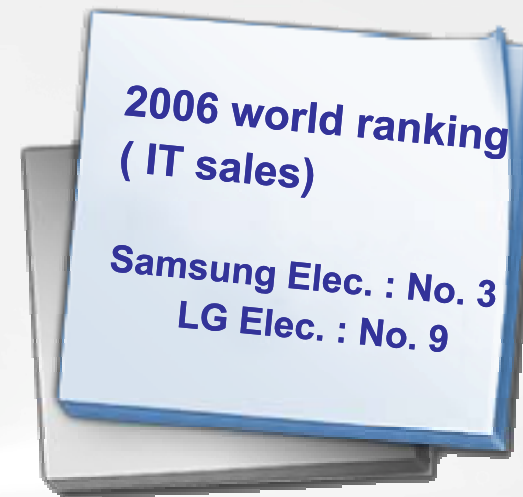 2006 world ranking
( IT sales)
Samsung Elec. : No. 3
LG Elec. : No. 9